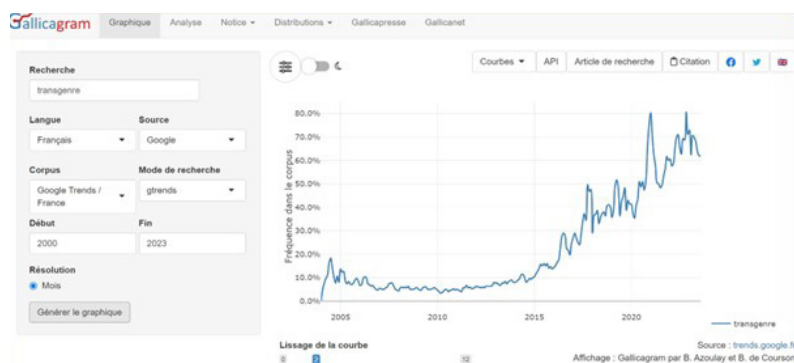 Gallicagram Graphique Analyse Notice Distributions Gallicapresse Gallicanet
Recherche
transgenre
Langue Source
Français Google
Corpus Mode de recherche
Google Trends / France gtrends
Début Fin
2000 2023
Résolution
Mois
Générer le graphique
Courbes API Article de recherche Citation
80.0%
70.0%
60.0%
50.0%
40.0%
30.0%
20.0%
10.0%
0.0%
Fréquence dans le corpus
2005 2010 2015 2020
transgenre
Lissage de la courbe
0 2 12
Source : trends.google.fr
Affichage : Gallicagram par B. Azoulay et B. de Courson